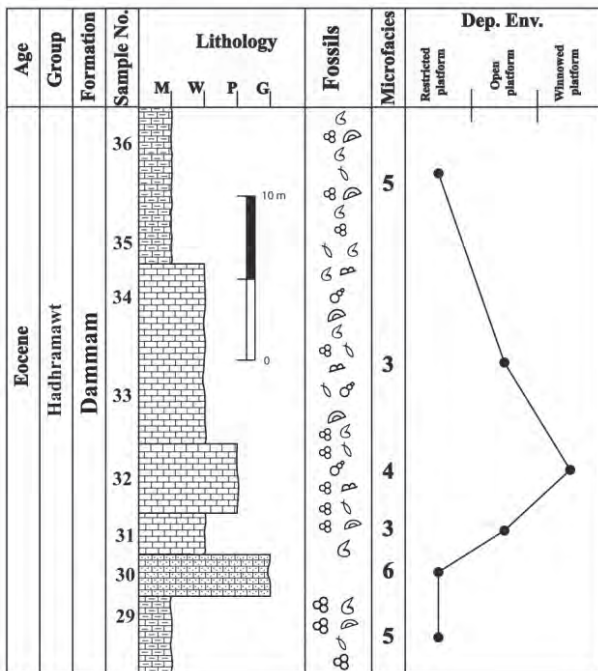 Age
Group
Formation
Sample No.
Lithology
M W P G
Fossils
Microfacies
Dep. Env.
Restricted platform
Open platform
Winnowed platform
Eocene
Hadhramawt
Dammam
36
35
34
33
32
31
30
29
10 m
0
5
3
4
3
6
5